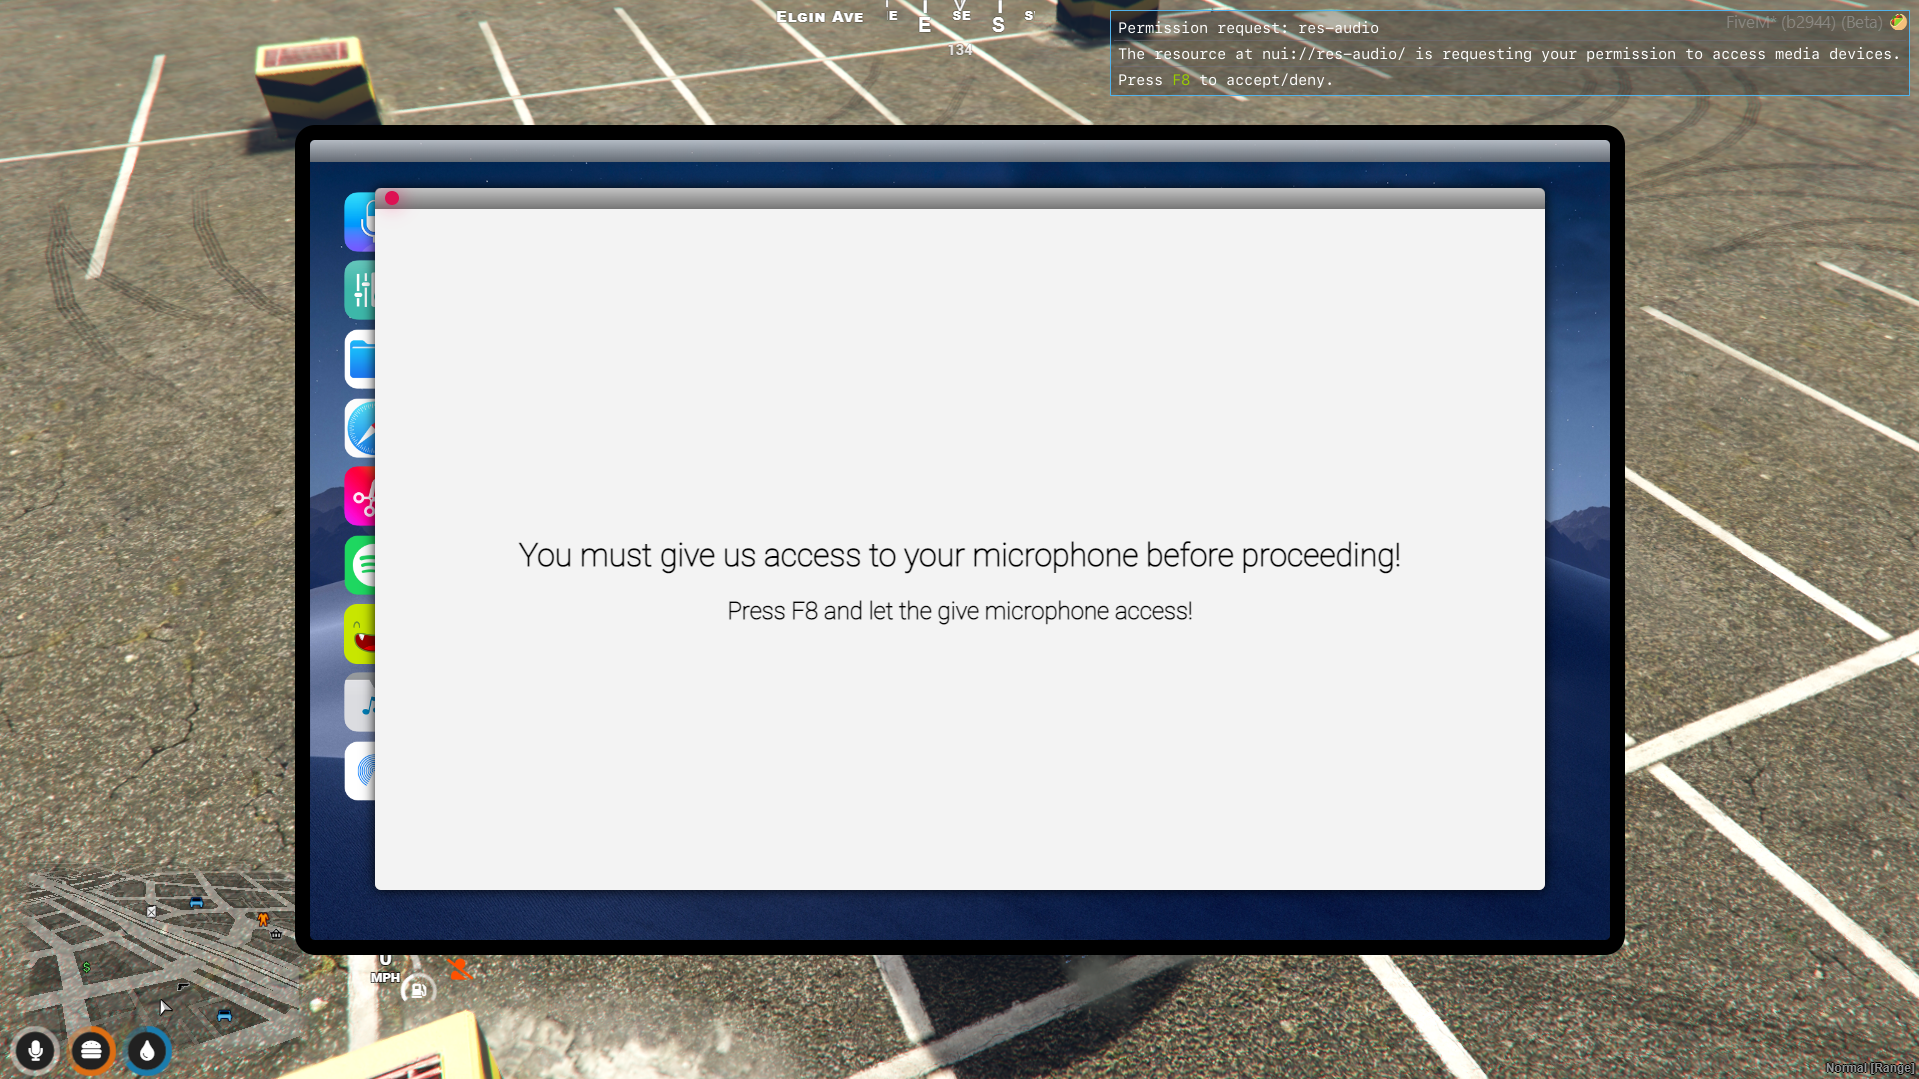 ELGIN AVE
E
E
SE
S
S
134
FiveM* (b2944) (Beta)
Permission request: res-audio
The resource at nui://res-audio/ is requesting your permission to access media devices.
Press F8 to accept/deny.
You must give us access to your microphone before proceeding!
Press F8 and let the give microphone access!
0
MPH
$
Normal [Range]